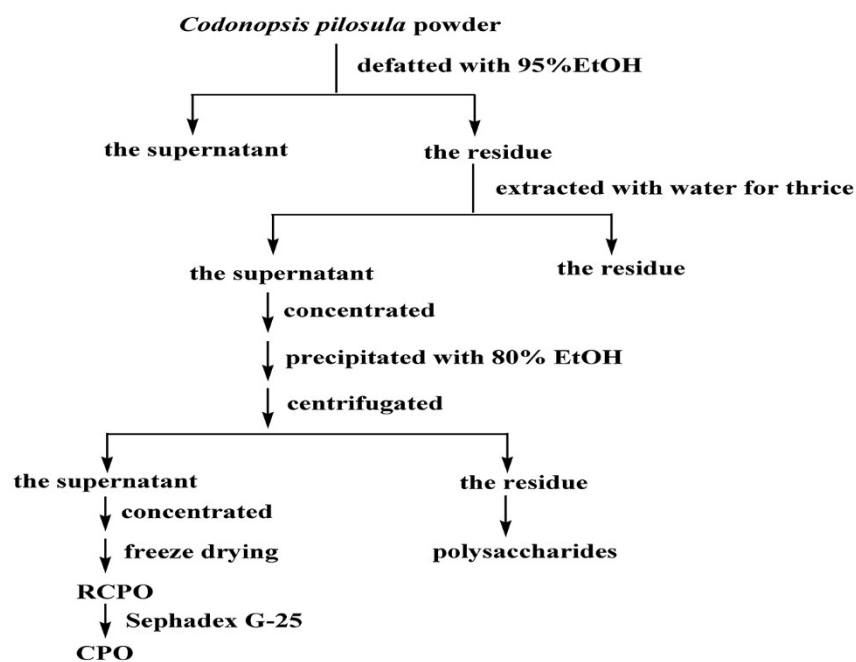 Codonopsis pilosula powder
defatted with 95%EtOH
the supernatant
the residue
extracted with water for thrice
the supernatant
the residue
concentrated
precipitated with 80% EtOH
centrifugated
the supernatant
the residue
concentrated
freeze drying
polysaccharides
RCPO
Sephadex G-25
CPO